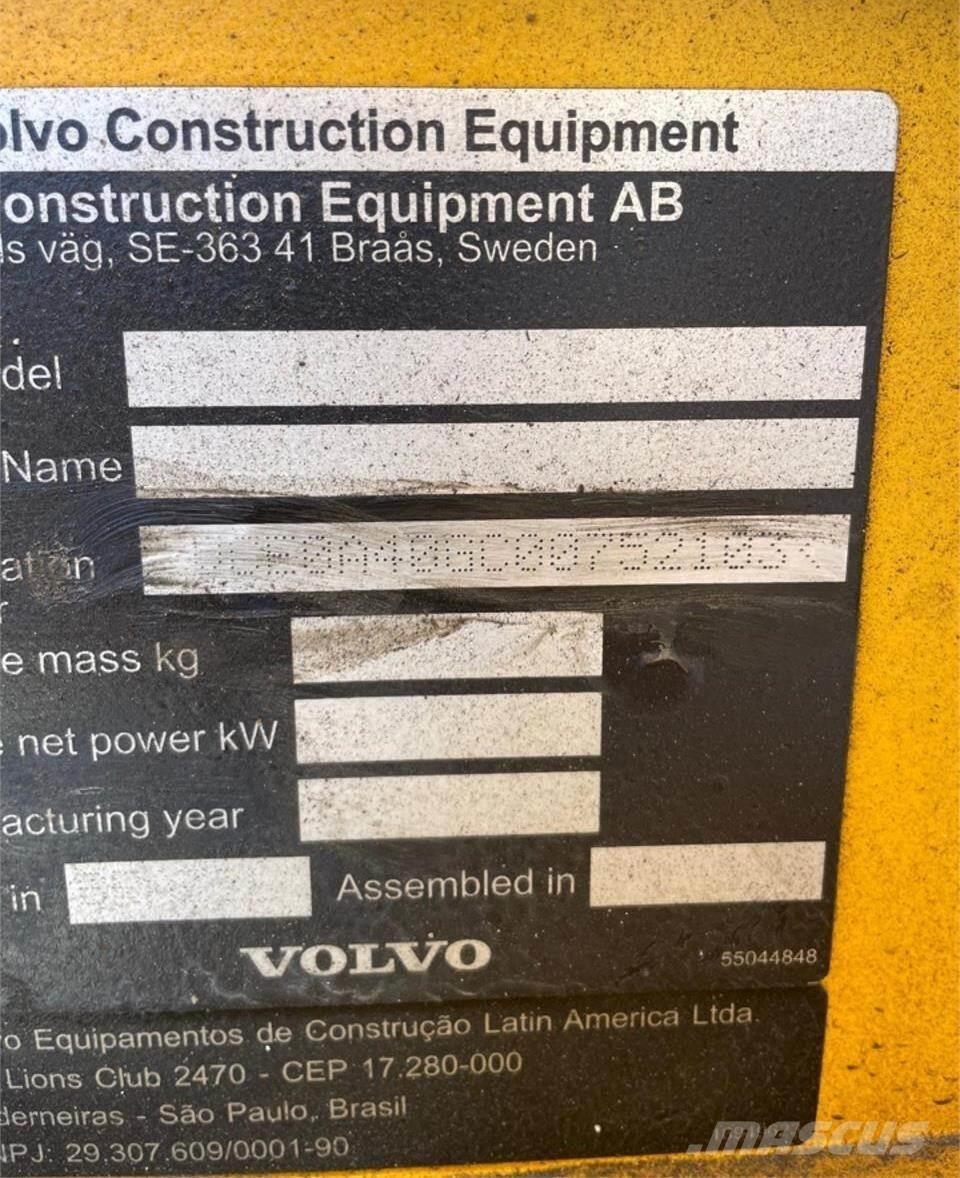 olvo Construction Equipment
onstruction Equipment AB
ls väg, SE-363 41 Braås, Sweden
del
Name
ation
e mass kg
net power kW
acturing year
in
Assembled in
VOLVO
55044848
o Equipamentos de Construção Latin America Ltda.
Lions Club 2470 - CEP 17.280-000
derneiras - São Paulo, Brasil
NPJ: 29.307.609/0001-90
MASCUS